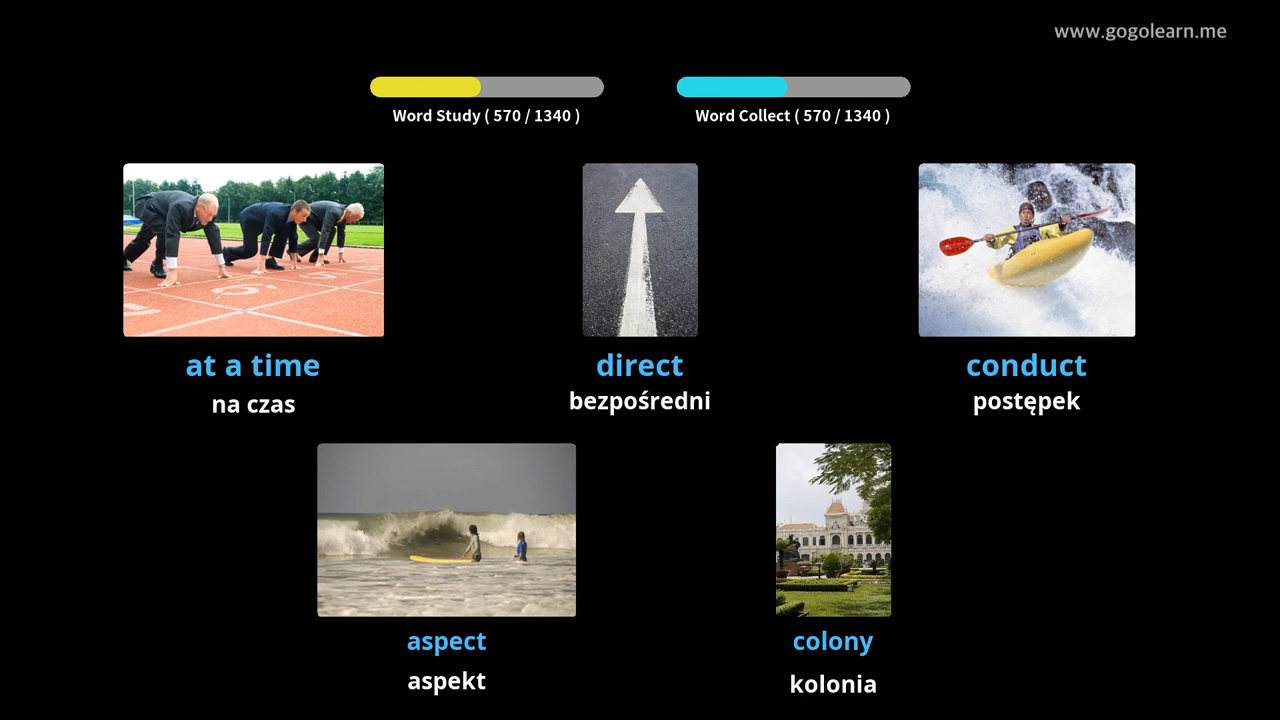 www.gogolearn.me
Word Study ( 570 / 1340 )
Word Collect ( 570 / 1340 )
at a time
na czas
direct
bezpośredni
conduct
postępek
aspect
aspekt
colony
kolonia